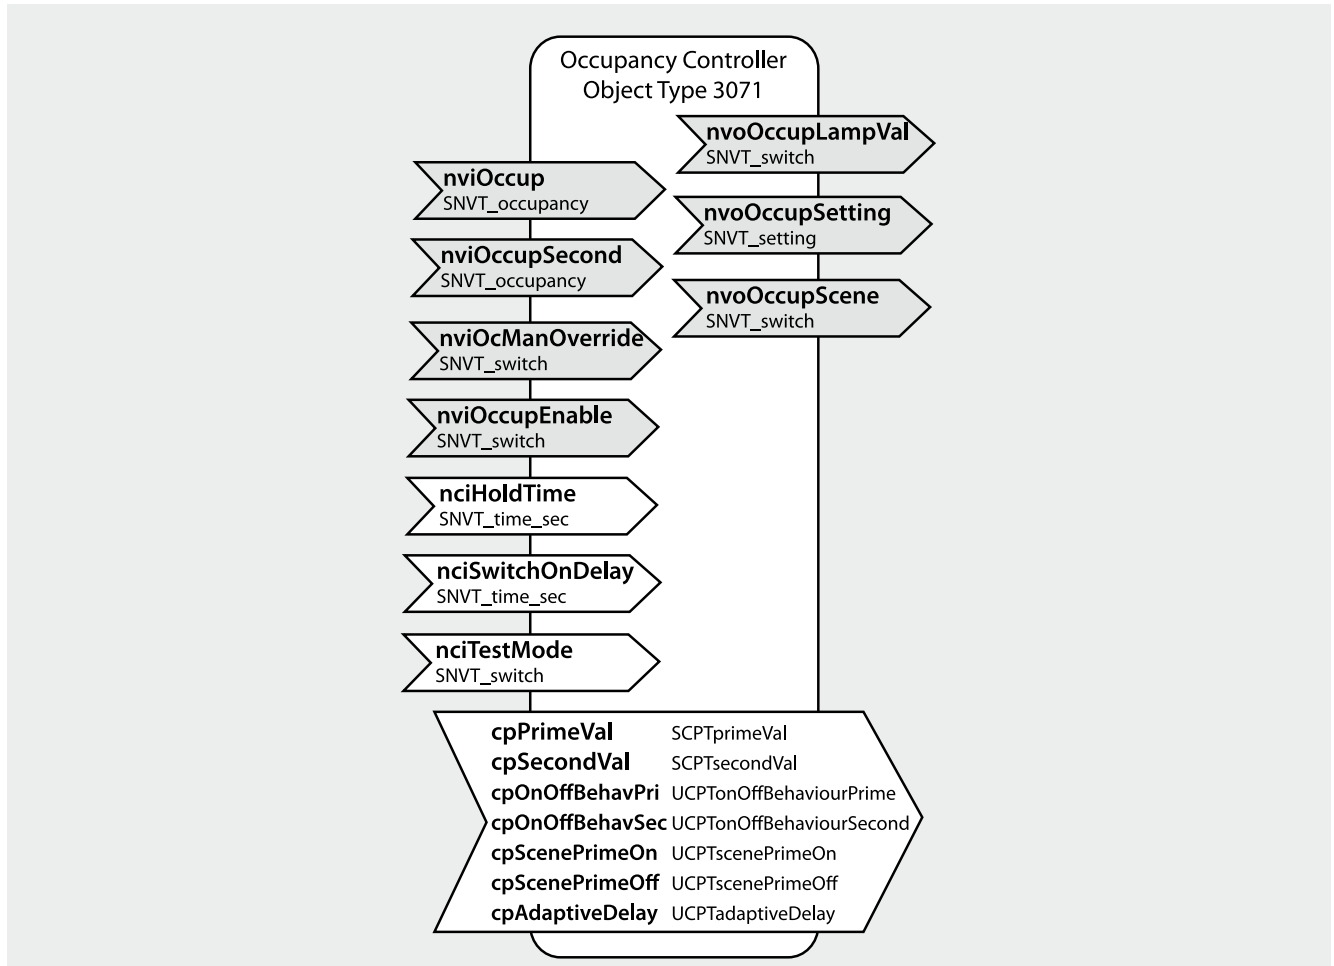 Occupancy Controller
Object Type 3071
nvoOccupLampVal
SNVT_switch
nviOccup
SNVT_occupancy
nvoOccupSetting
SNVT_setting
nviOccupSecond
SNVT_occupancy
nvoOccupScene
SNVT_switch
nviOcManOverride
SNVT_switch
nviOccupEnable
SNVT_switch
nciHoldTime
SNVT_time_sec
nciSwitchOnDelay
SNVT_time_sec
nciTestMode
SNVT_switch
cpPrimeVal SCPTprimeVal
cpSecondVal SCPTsecondVal
cpOnOffBehavPri UCPTonOffBehaviourPrime
cpOnOffBehavSec UCPTonOffBehaviourSecond
cpScenePrimeOn UCPTscenePrimeOn
cpScenePrimeOff UCPTscenePrimeOff
cpAdaptiveDelay UCPTadaptiveDelay